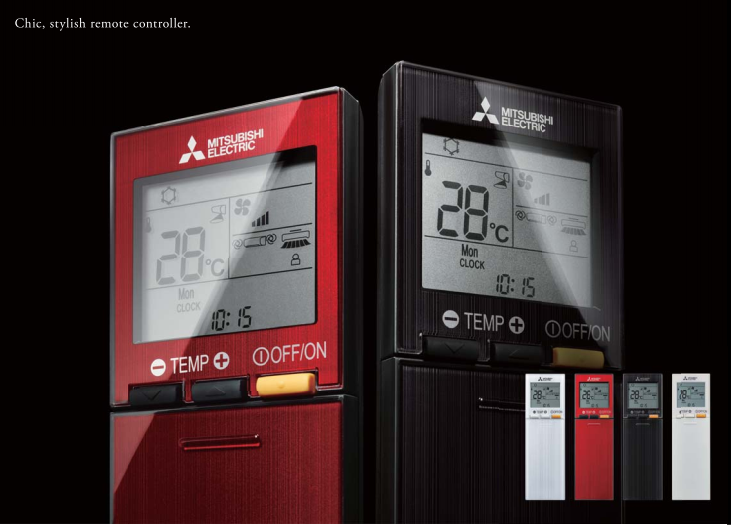 Chic, stylish remote controller.
MITSUBISHI
ELECTRIC
28°C
Mon
CLOCK
10:15
TEMP
OFF/ON
MITSUBISHI
ELECTRIC
28°C
Mon
CLOCK
10:15
TEMP
OFF/ON